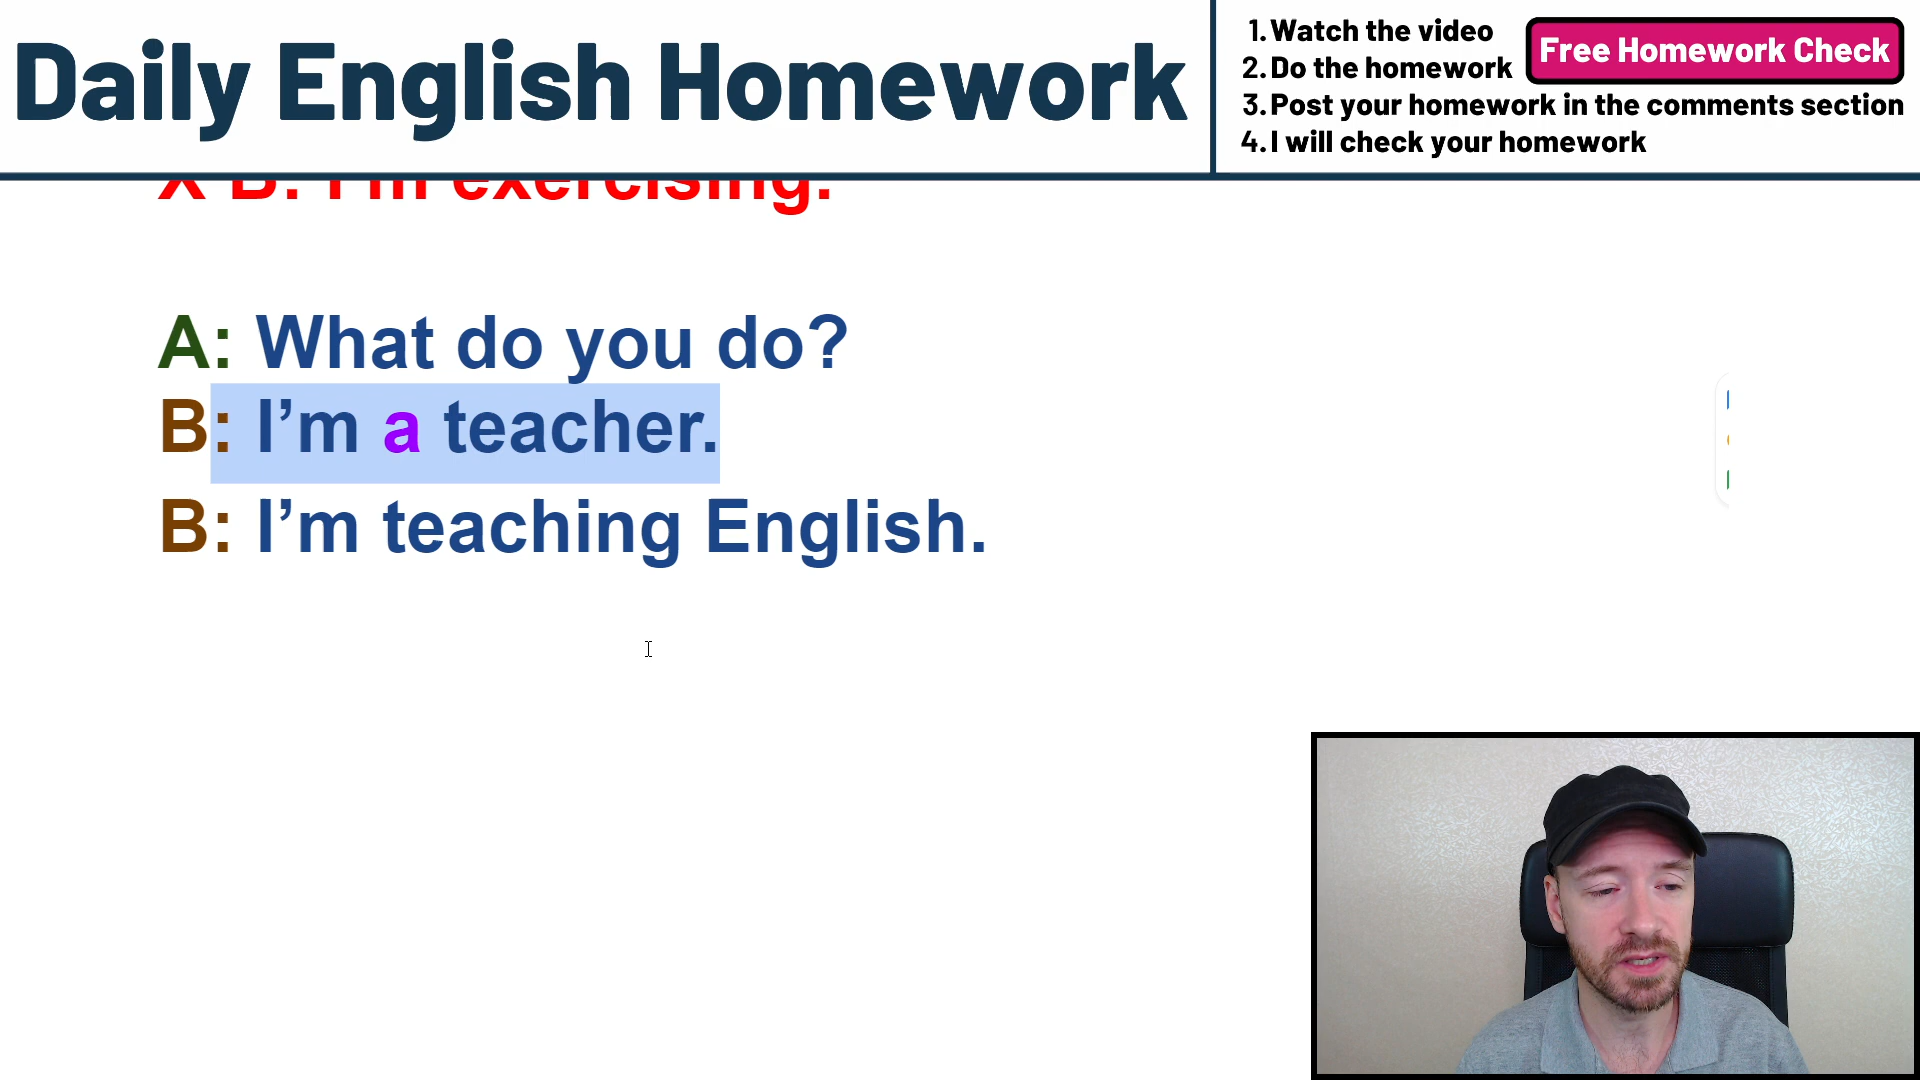 Daily English Homework
1. Watch the video
2. Do the homework
Free Homework Check
3. Post your homework in the comments section
4. I will check your homework
X B: I'm exercising.
A: What do you do?
B: I’m a teacher.
B: I’m teaching English.